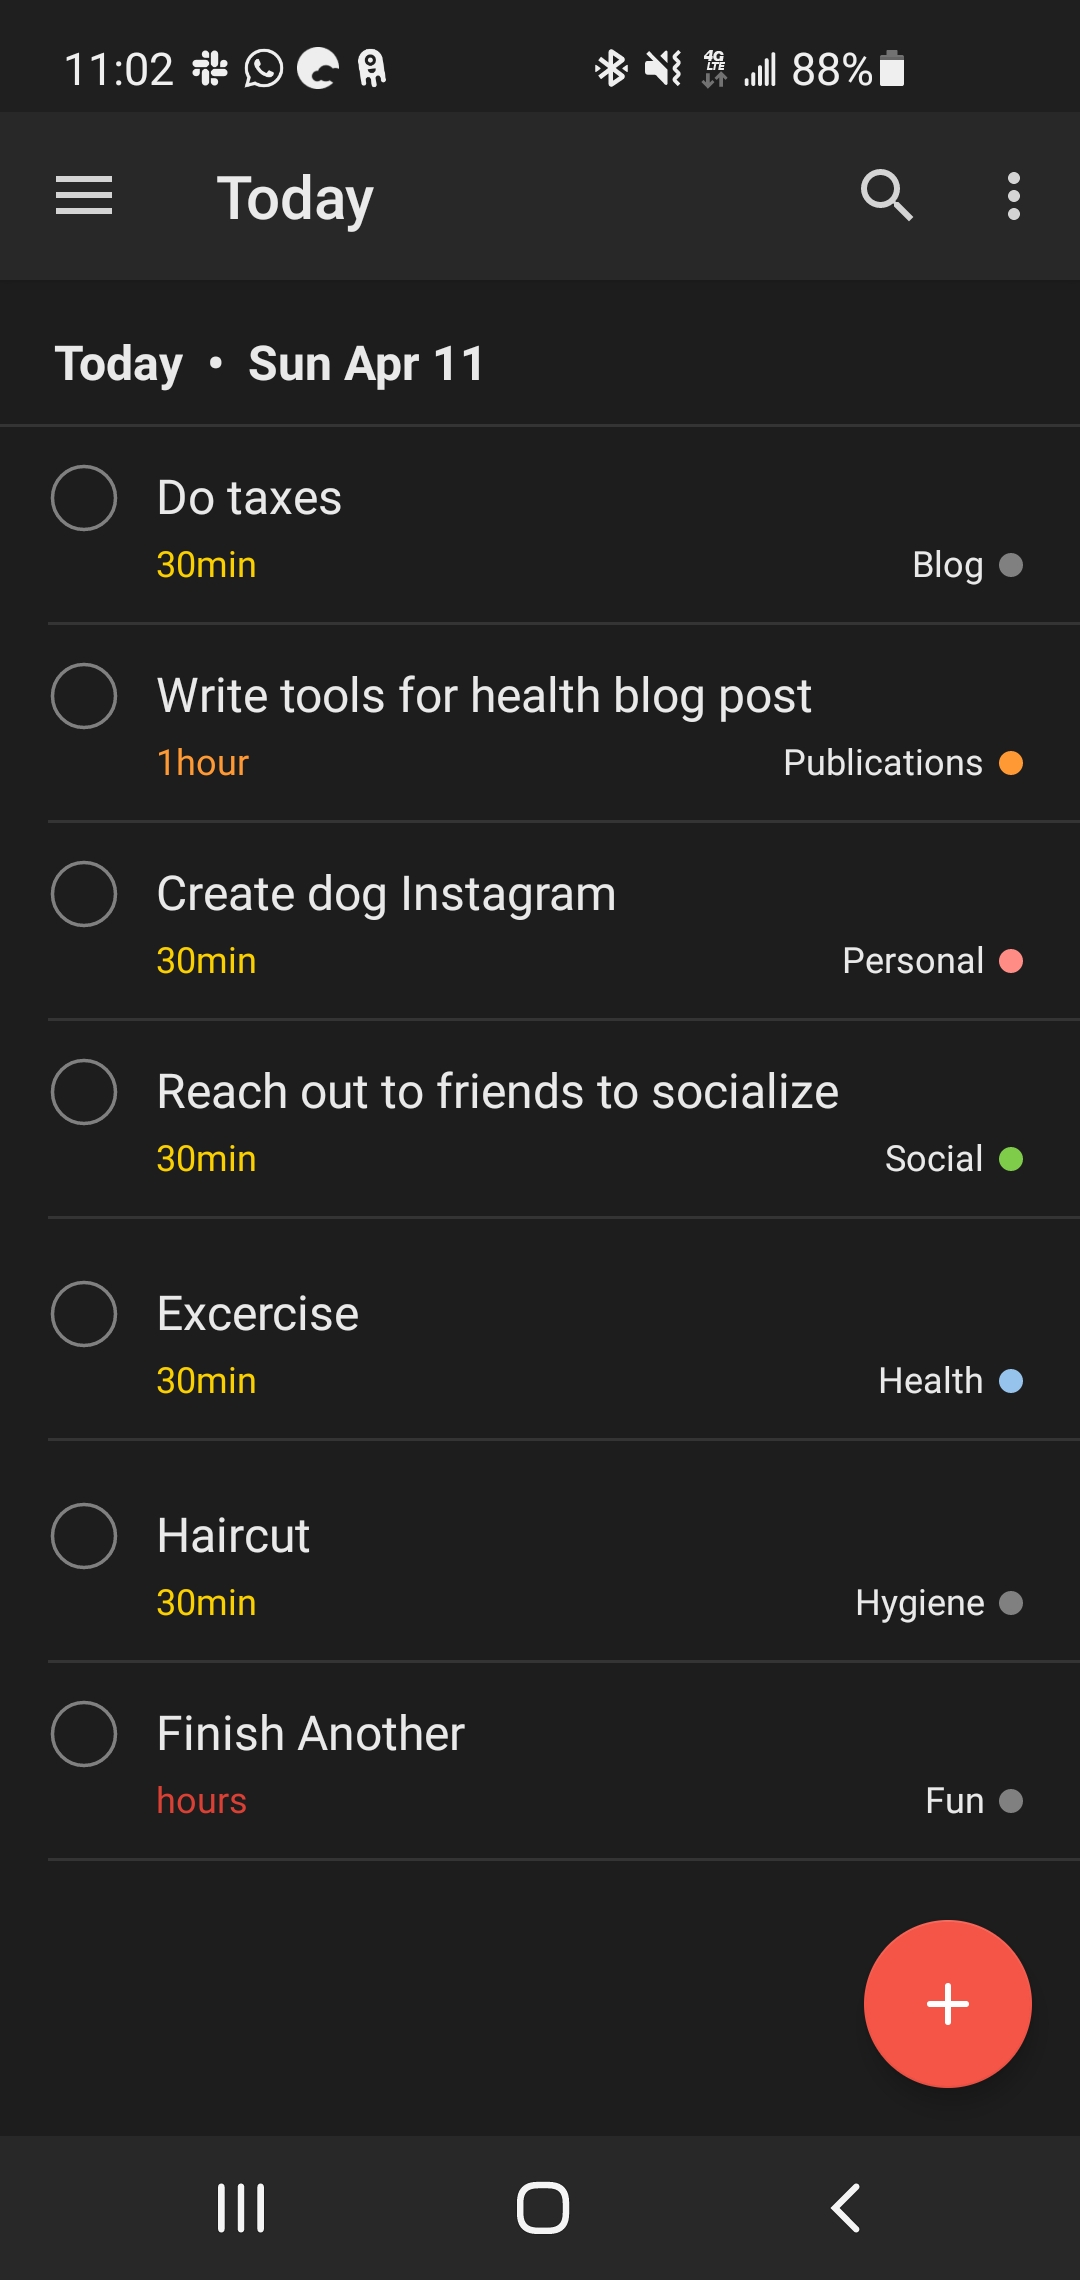 11:02 4G LTE 88%
Today
Today • Sun Apr 11
Do taxes
30min Blog
Write tools for health blog post
1hour Publications
Create dog Instagram
30min Personal
Reach out to friends to socialize
30min Social
Excercise
30min Health
Haircut
30min Hygiene
Finish Another
hours Fun